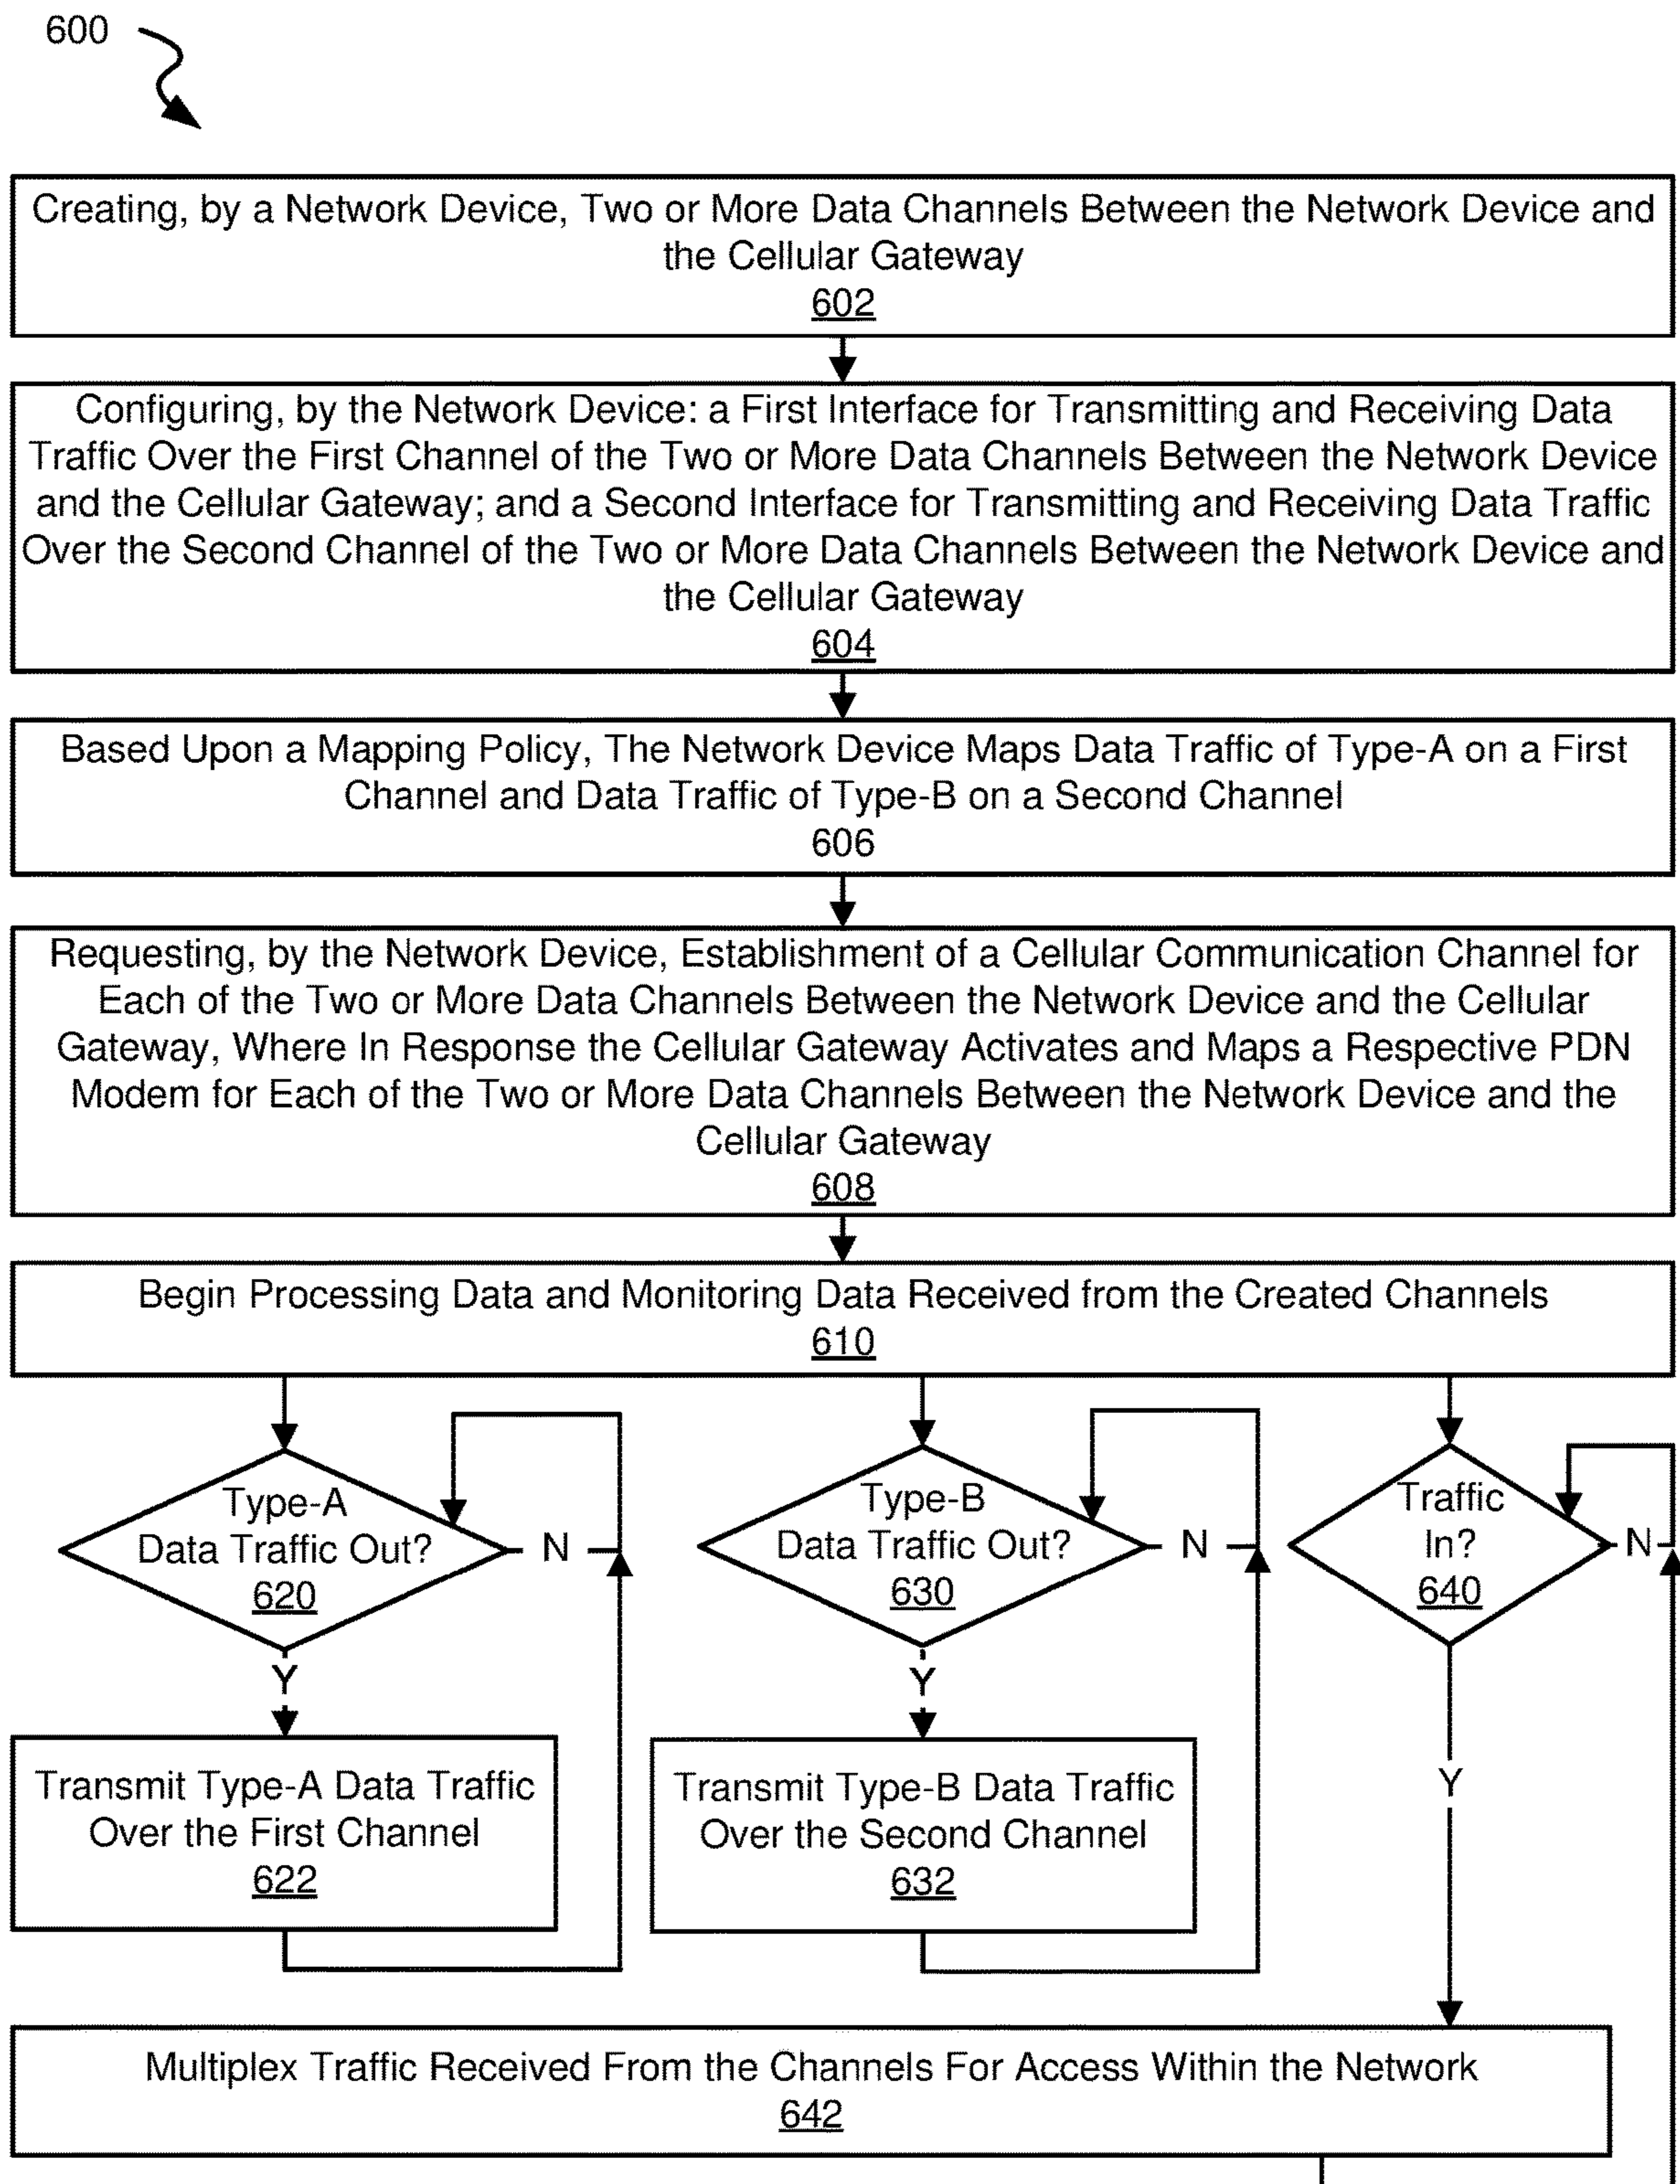 600
Creating, by a Network Device, Two or More Data Channels Between the Network Device and
the Cellular Gateway
602
Configuring, by the Network Device: a First Interface for Transmitting and Receiving Data
Traffic Over the First Channel of the Two or More Data Channels Between the Network Device
and the Cellular Gateway; and a Second Interface for Transmitting and Receiving Data Traffic
Over the Second Channel of the Two or More Data Channels Between the Network Device and
the Cellular Gateway
604
Based Upon a Mapping Policy, The Network Device Maps Data Traffic of Type-A on a First
Channel and Data Traffic of Type-B on a Second Channel
606
Requesting, by the Network Device, Establishment of a Cellular Communication Channel for
Each of the Two or More Data Channels Between the Network Device and the Cellular
Gateway, Where In Response the Cellular Gateway Activates and Maps a Respective PDN
Modem for Each of the Two or More Data Channels Between the Network Device and the
Cellular Gateway
608
Begin Processing Data and Monitoring Data Received from the Created Channels
610
Type-A
Data Traffic Out?
620
N
Y
Transmit Type-A Data Traffic
Over the First Channel
622
Type-B
Data Traffic Out?
630
N
Y
Transmit Type-B Data Traffic
Over the Second Channel
632
Traffic
In?
640
N
Y
Multiplex Traffic Received From the Channels For Access Within the Network
642